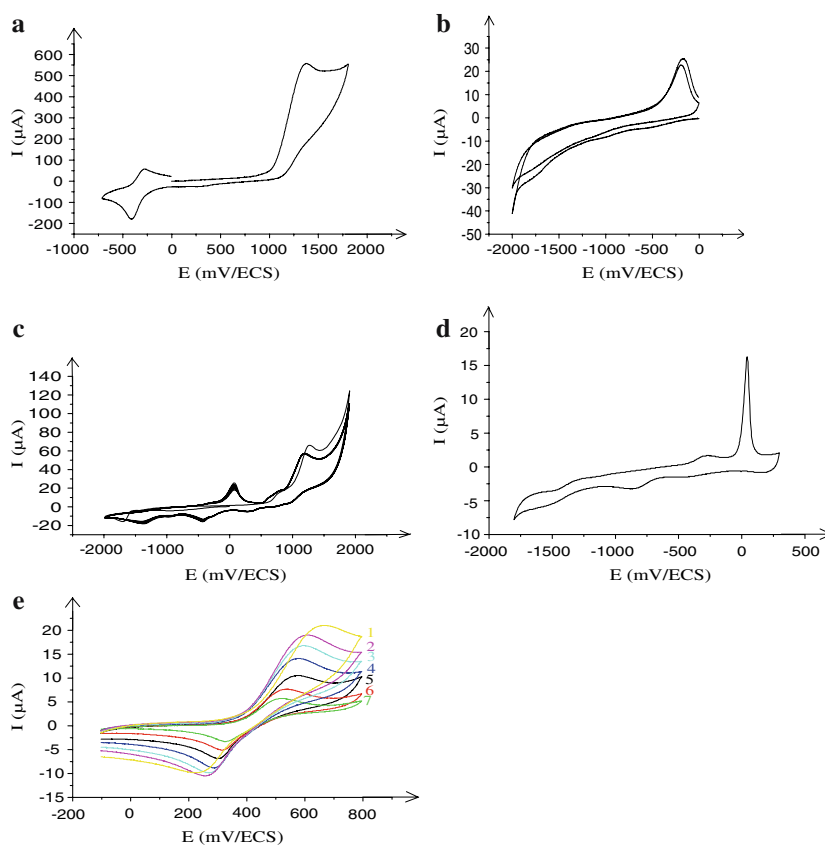 a
600
500
400
300
200
100
0
-100
-200
I (µA)
-1000 -500 0 500 1000 1500 2000
E (mV/ECS)
b
30
20
10
0
-10
-20
-30
-40
-50
I (µA)
-2000 -1500 -1000 -500 0
E (mV/ECS)
c
140
120
100
80
60
40
20
0
-20
I (µA)
-2000 -1000 0 1000 2000
E (mV/ECS)
d
20
15
10
5
0
-5
-10
I (µA)
-2000 -1500 -1000 -500 0 500
E (mV/ECS)
e
20
15
10
5
0
-5
-10
-15
I (µA)
1
2
3
4
5
6
7
-200 0 200 400 600 800
E (mV/ECS)